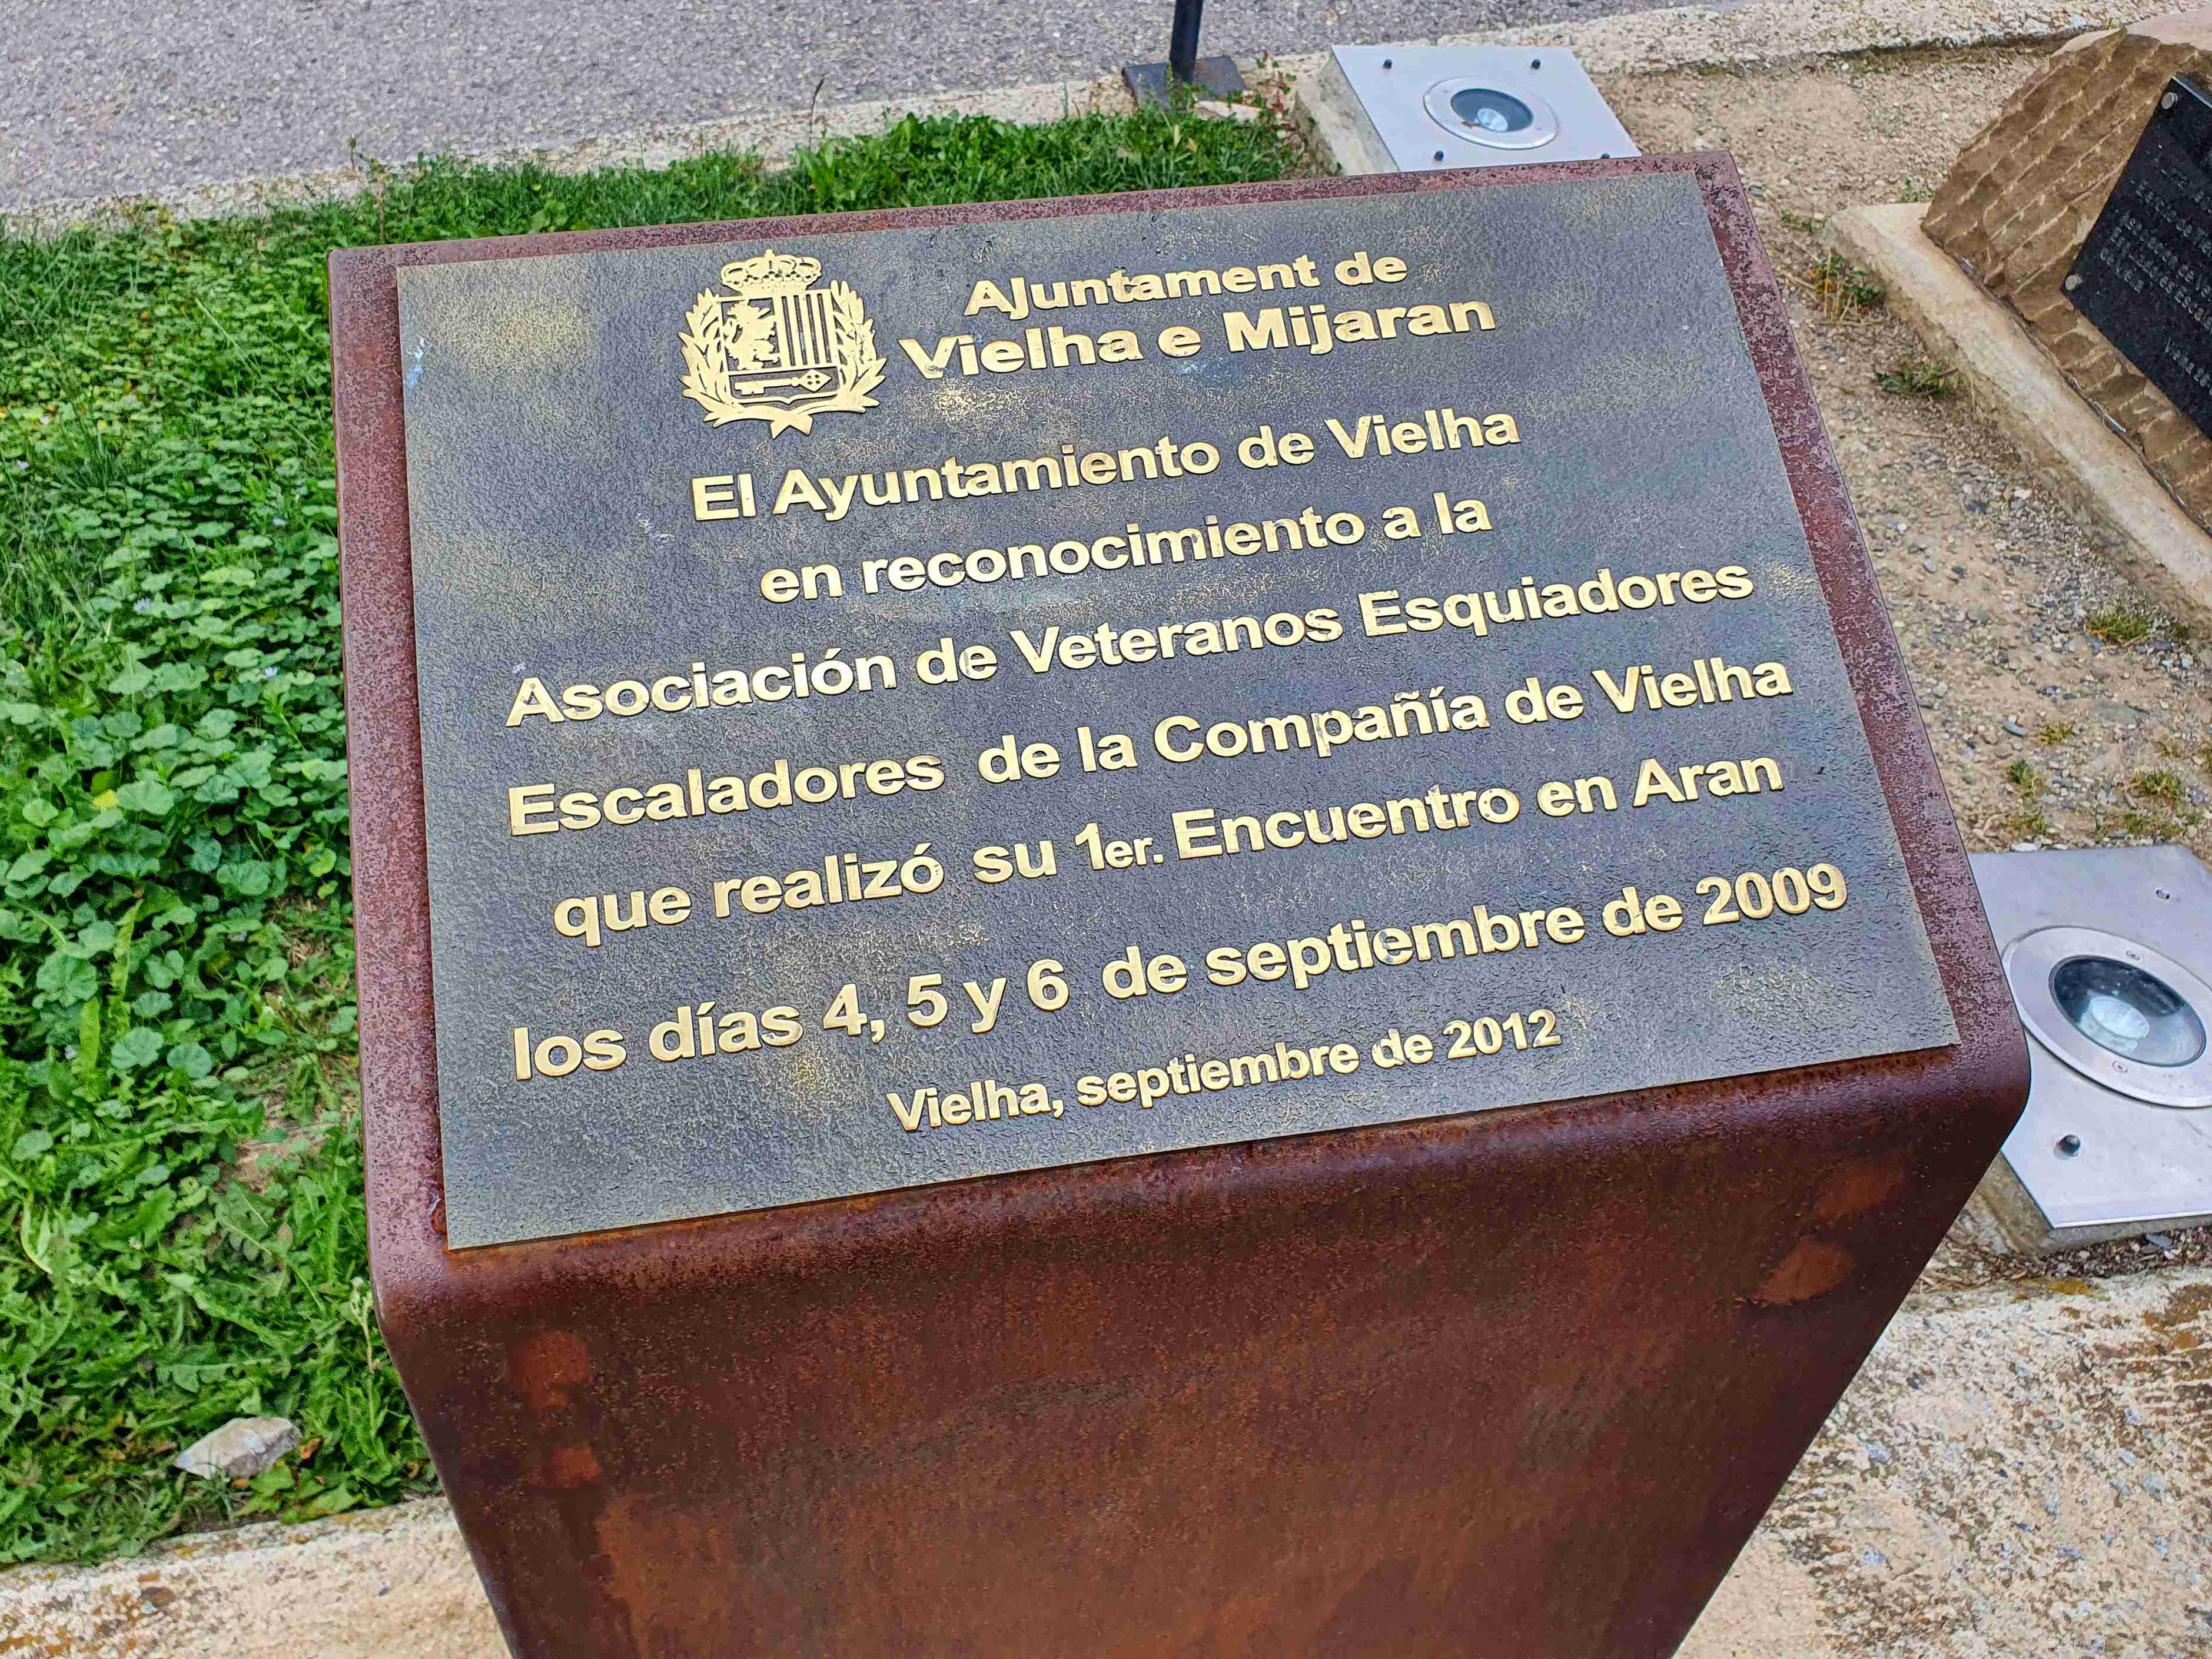 Ajuntament de
Vielha e Mijaran
El Ayuntamiento de Vielha
en reconocimiento a la
Asociación de Veteranos Esquiadores
Escaladores de la Compañía de Vielha
que realizó su 1er. Encuentro en Aran
los días 4, 5 y 6 de septiembre de 2009
Vielha, septiembre de 2012